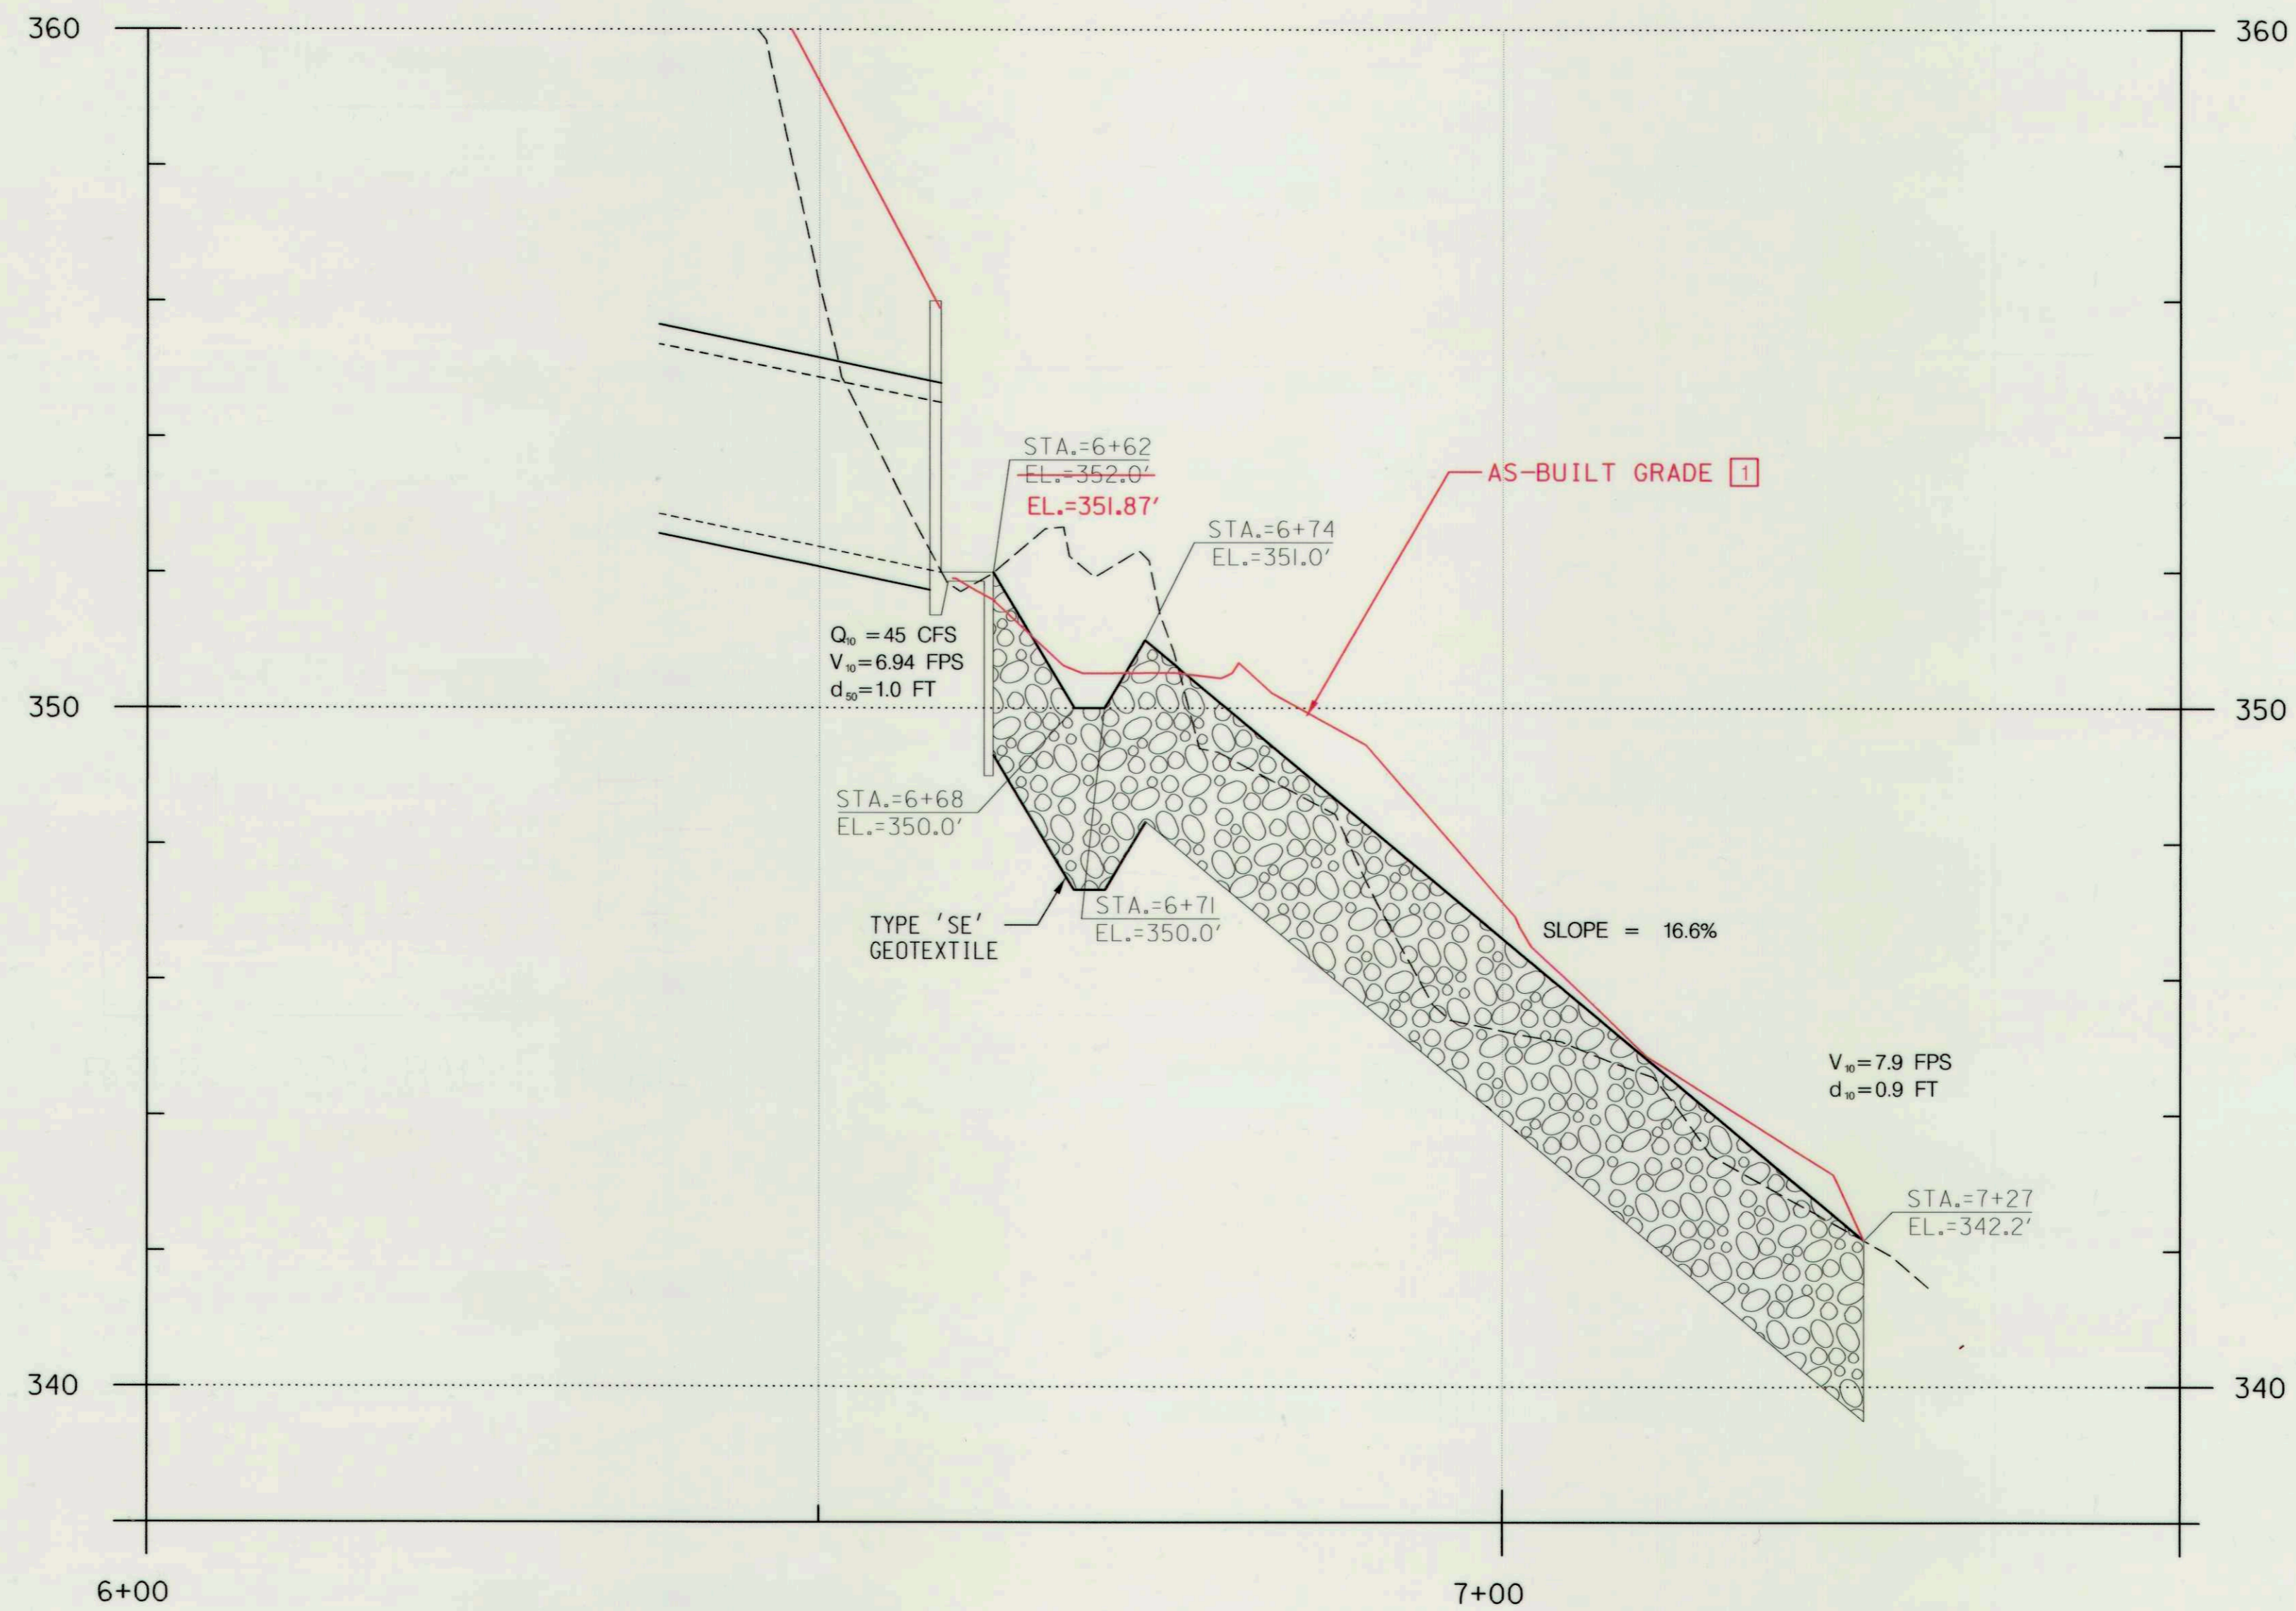 360
360
STA.=6+62
EL.=352.0'
EL.=351.87'
AS-BUILT GRADE 1
STA.=6+74
EL.=351.0'
Q₁₀ =45 CFS
V₁₀=6.94 FPS
d₅₀=1.0 FT
350
350
STA.=6+68
EL.=350.0'
STA.=6+71
EL.=350.0'
TYPE 'SE'
GEOTEXTILE
SLOPE = 16.6%
V₁₀=7.9 FPS
d₁₀=0.9 FT
STA.=7+27
EL.=342.2'
340
340
6+00
7+00